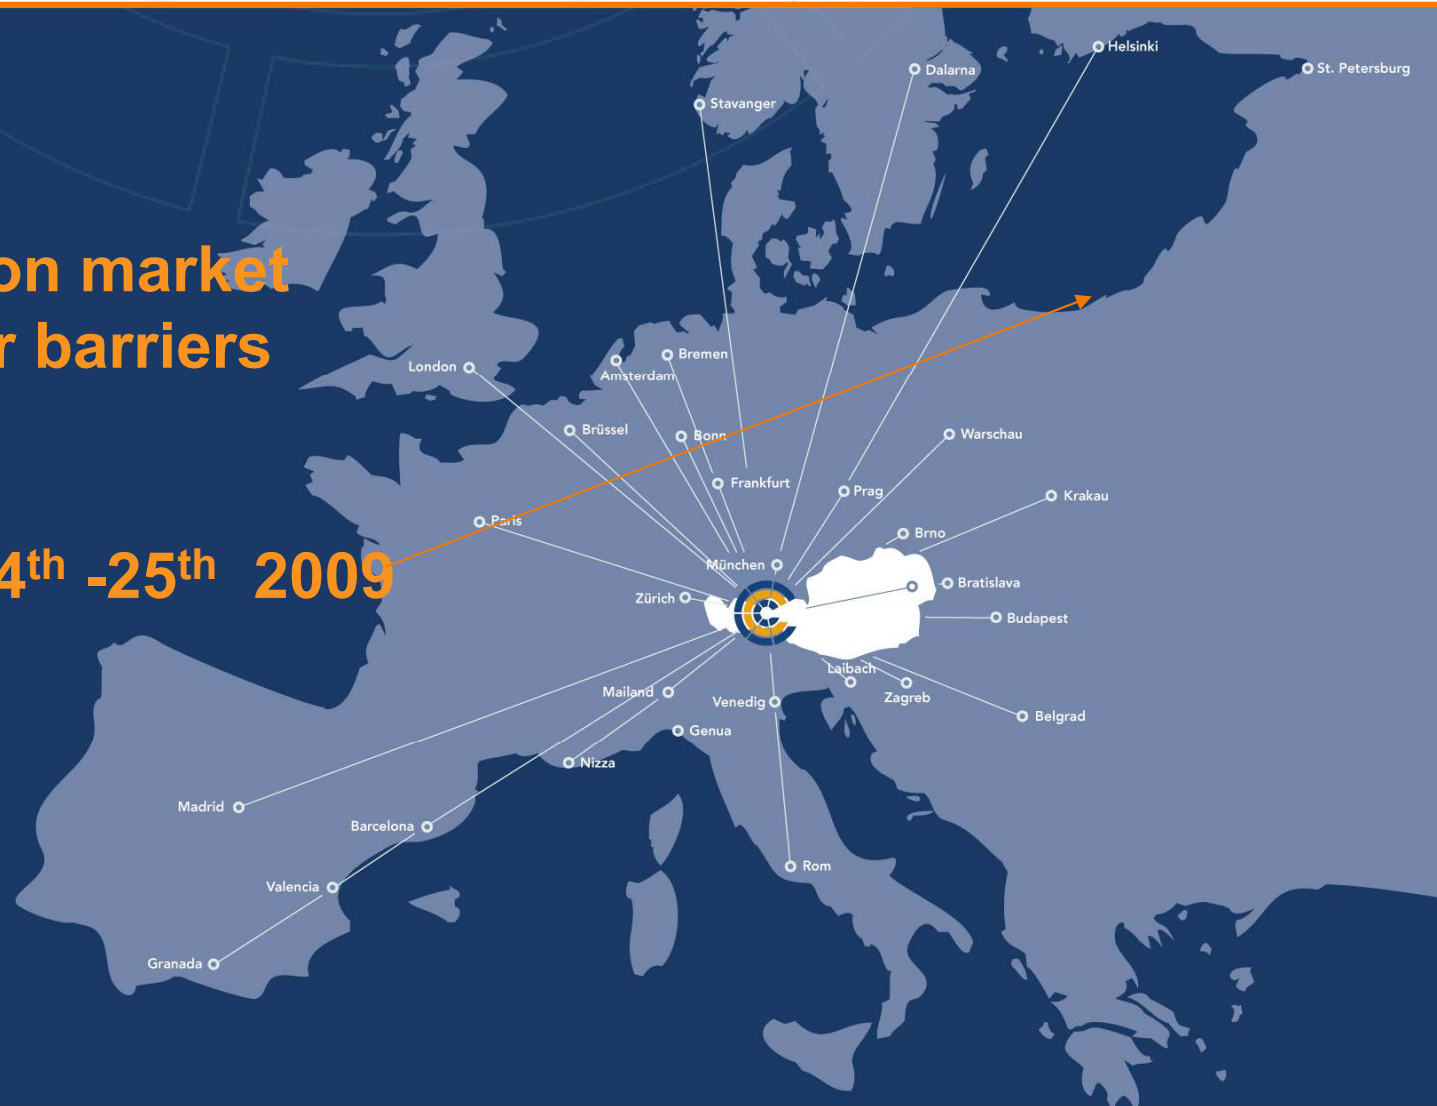 Helsinki
Dalarna
St. Petersburg
Stavanger
on market
r barriers
London
Bremen
Amsterdam
Brüssel
Bonn
Warschau
Frankfurt
Prag
Krakau
Paris
Brno
4th -25th 2009
München
Bratislava
Zürich
Budapest
Laibach
Mailand
Venedig
Zagreb
Belgrad
Genua
Nizza
Madrid
Barcelona
Rom
Valencia
Granada